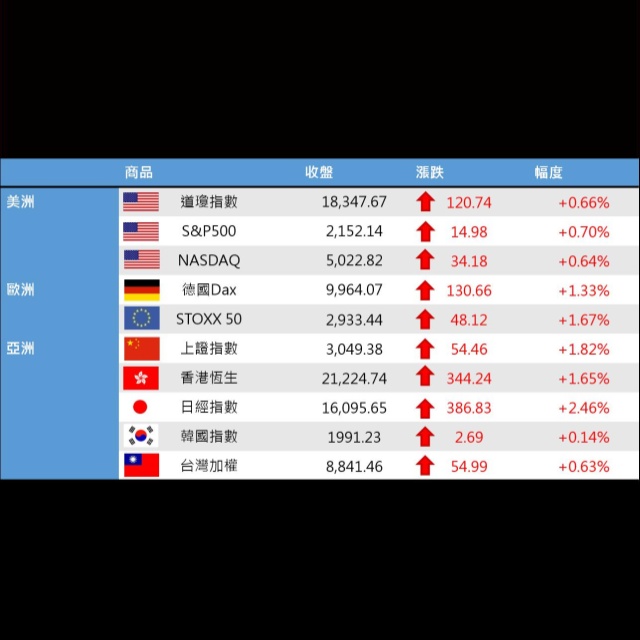 商品 收盤 漲跌 幅度
美洲 道瓊指數 18,347.67 120.74 +0.66%
S&P500 2,152.14 14.98 +0.70%
NASDAQ 5,022.82 34.18 +0.64%
歐洲 德國Dax 9,964.07 130.66 +1.33%
STOXX 50 2,933.44 48.12 +1.67%
亞洲 上證指數 3,049.38 54.46 +1.82%
香港恆生 21,224.74 344.24 +1.65%
日經指數 16,095.65 386.83 +2.46%
韓國指數 1991.23 2.69 +0.14%
台灣加權 8,841.46 54.99 +0.63%